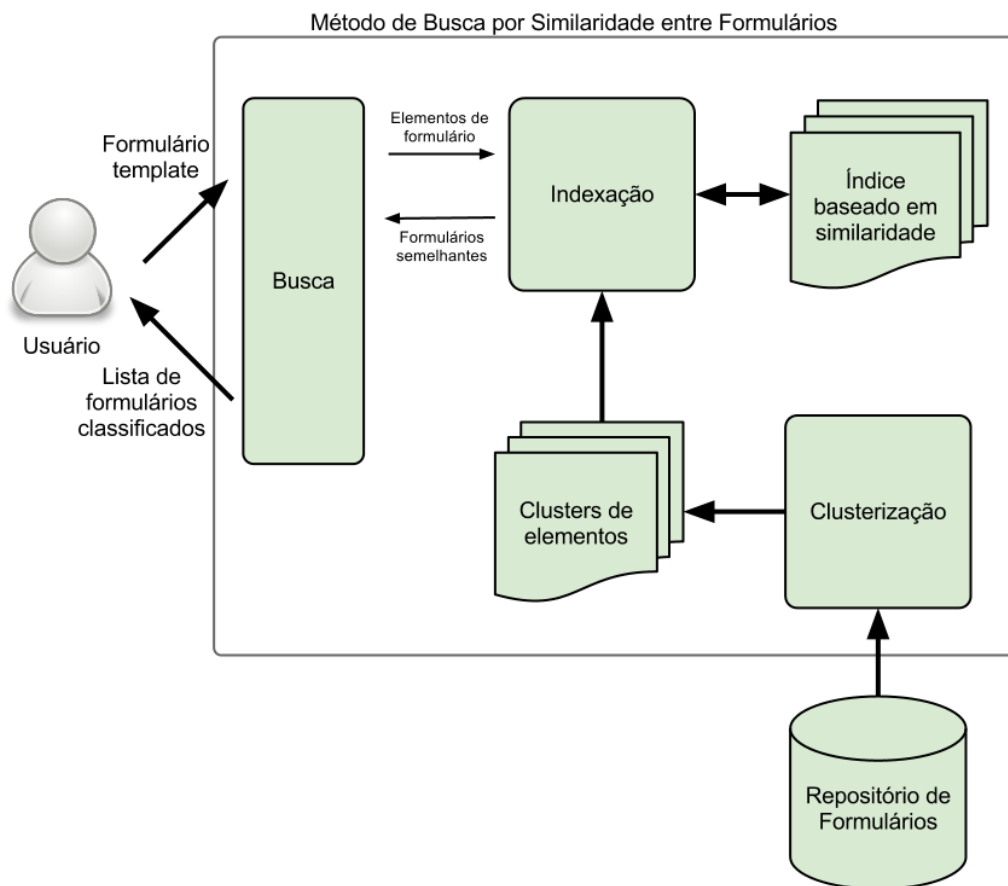 Método de Busca por Similaridade entre Formulários
Formulário
template
Usuário
Lista de
formulários
classificados
Busca
Elementos de
formulário
Formulários
semelhantes
Indexação
Índice
baseado em
similaridade
Clusters de
elementos
Clusterização
Repositório de
Formulários